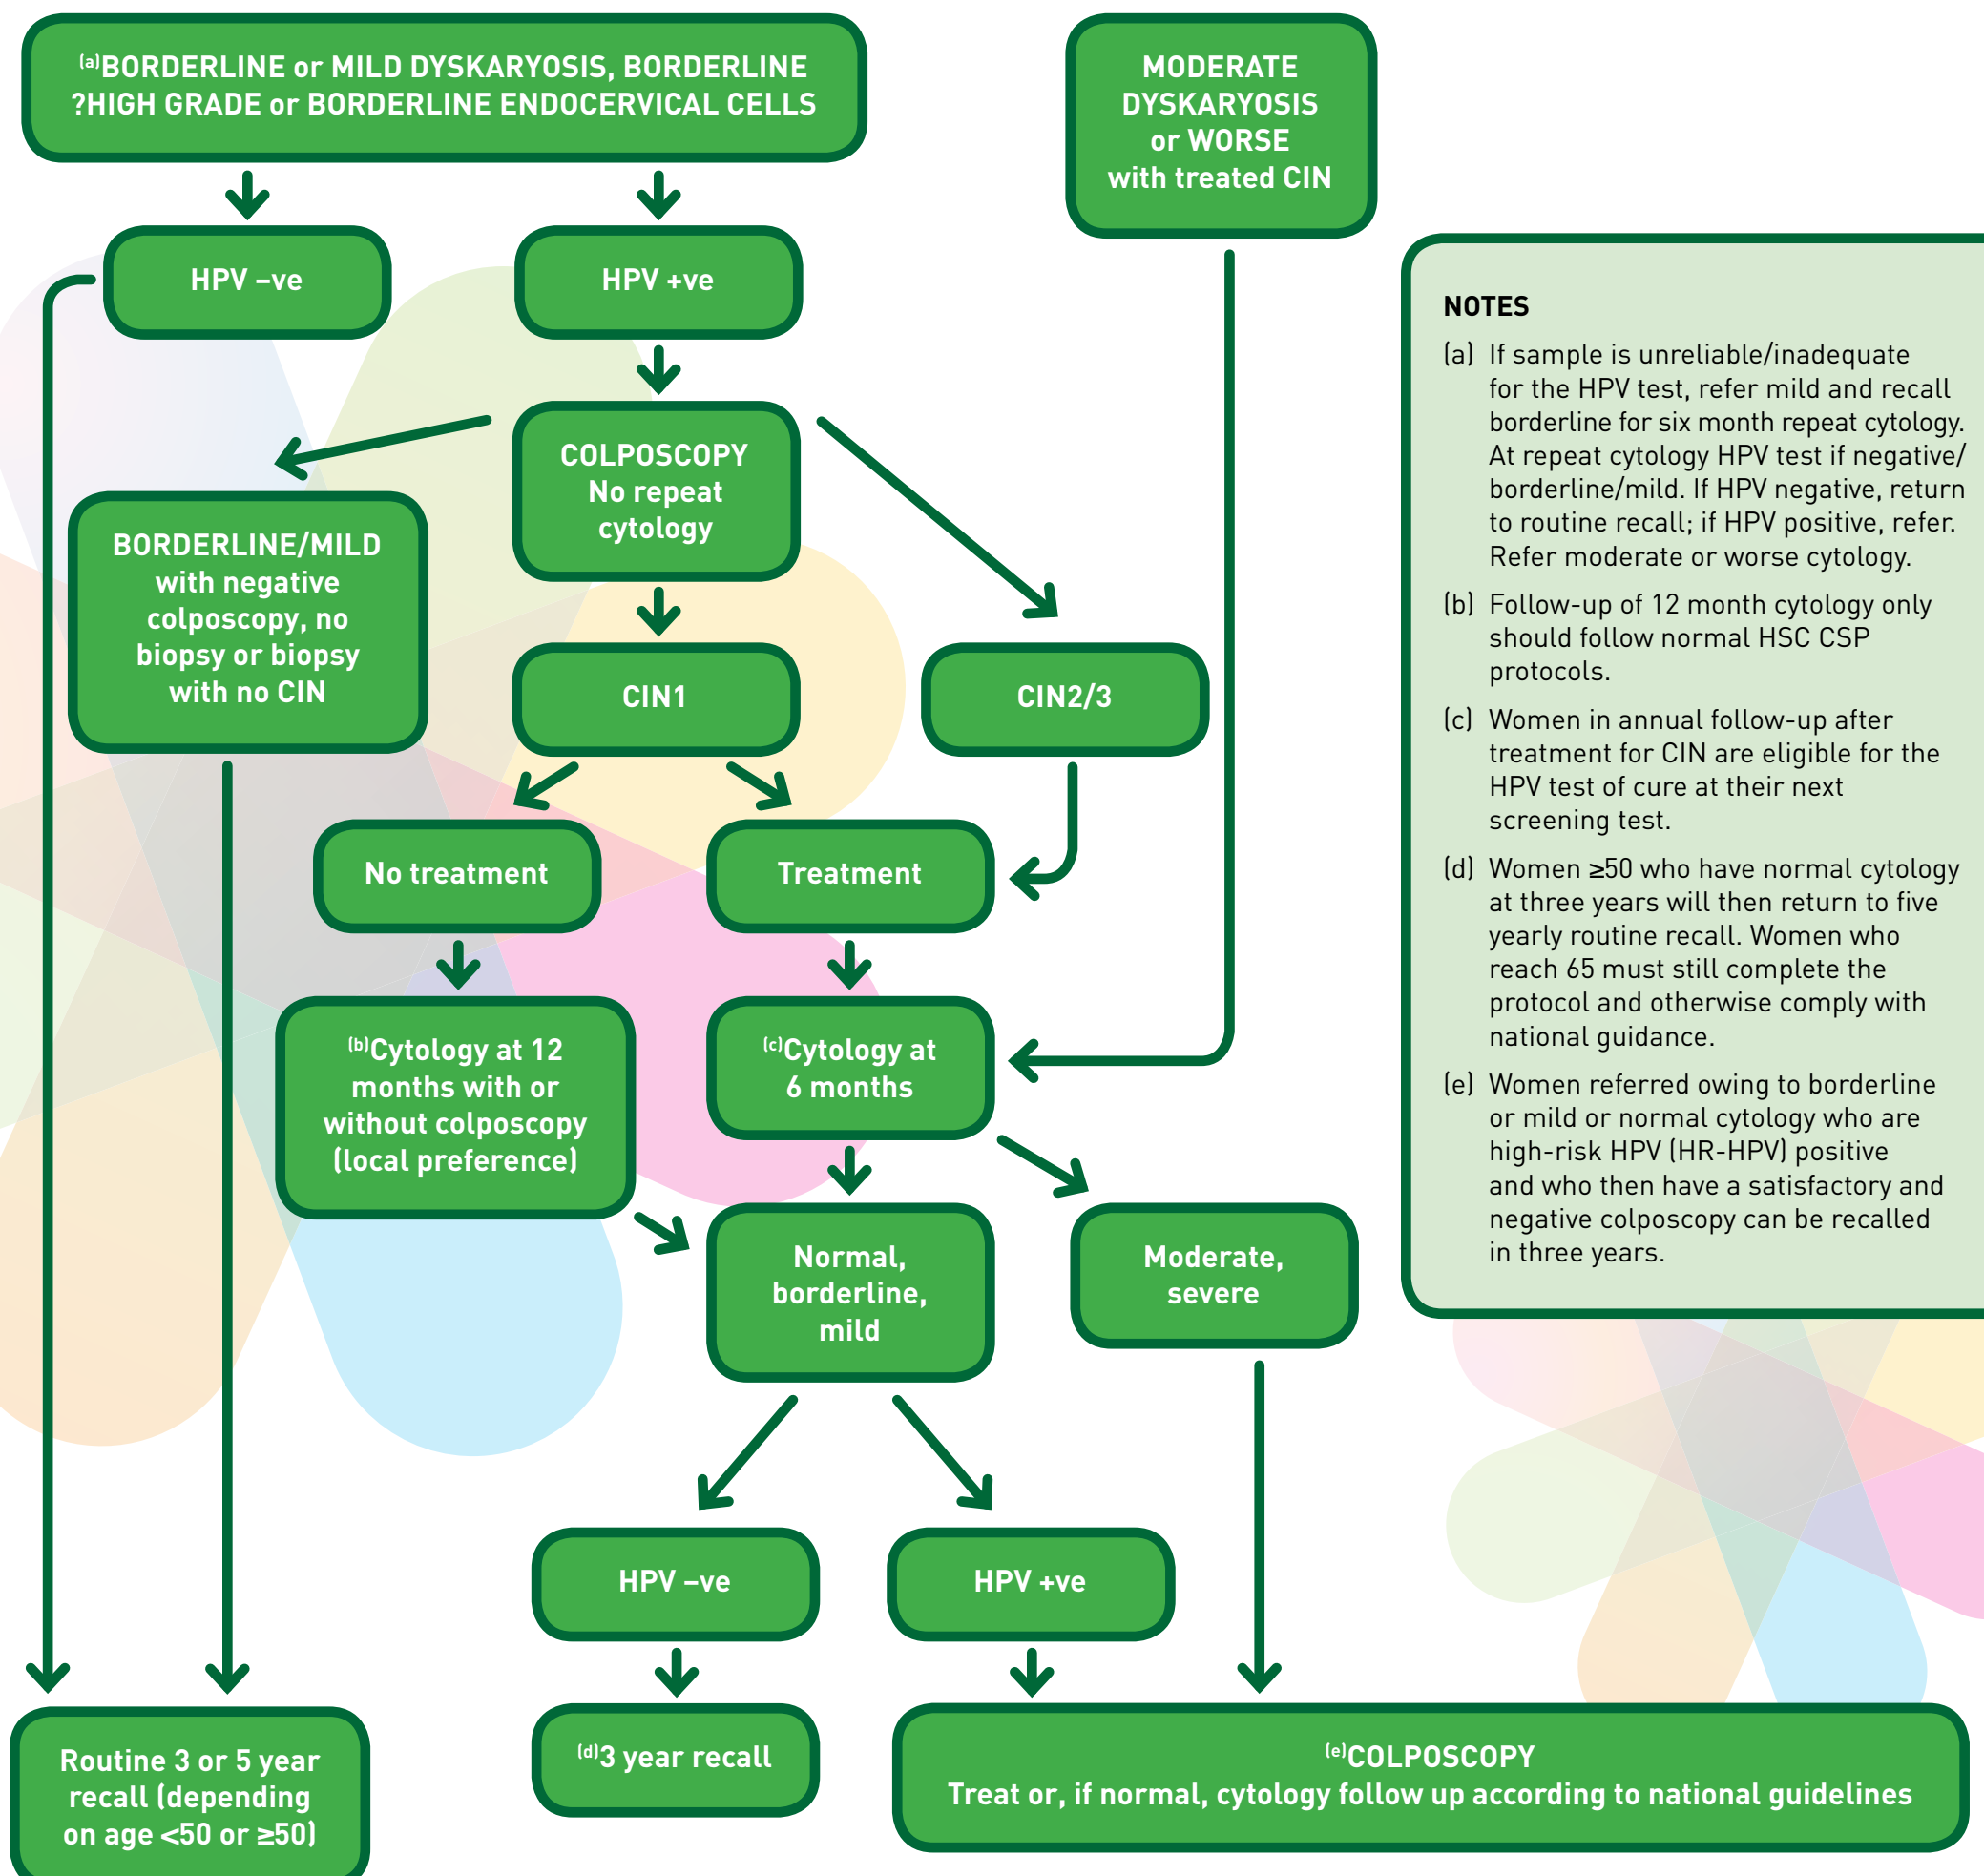 (a)BORDERLINE or MILD DYSKARYOSIS, BORDERLINE
?HIGH GRADE or BORDERLINE ENDOCERVICAL CELLS
MODERATE
DYSKARYOSIS
or WORSE
with treated CIN
HPV –ve
HPV +ve
COLPOSCOPY
No repeat
cytology
BORDERLINE/MILD
with negative
colposcopy, no
biopsy or biopsy
with no CIN
CIN1
CIN2/3
No treatment
Treatment
(b)Cytology at 12
months with or
without colposcopy
(local preference)
(c)Cytology at
6 months
Normal,
borderline,
mild
Moderate,
severe
HPV –ve
HPV +ve
Routine 3 or 5 year
recall (depending
on age <50 or ≥50)
(d)3 year recall
(e)COLPOSCOPY
Treat or, if normal, cytology follow up according to national guidelines
NOTES
(a) If sample is unreliable/inadequate
for the HPV test, refer mild and recall
borderline for six month repeat cytology.
At repeat cytology HPV test if negative/
borderline/mild. If HPV negative, return
to routine recall; if HPV positive, refer.
Refer moderate or worse cytology.
(b) Follow-up of 12 month cytology only
should follow normal HSC CSP
protocols.
(c) Women in annual follow-up after
treatment for CIN are eligible for the
HPV test of cure at their next
screening test.
(d) Women ≥50 who have normal cytology
at three years will then return to five
yearly routine recall. Women who
reach 65 must still complete the
protocol and otherwise comply with
national guidance.
(e) Women referred owing to borderline
or mild or normal cytology who are
high-risk HPV (HR-HPV) positive
and who then have a satisfactory and
negative colposcopy can be recalled
in three years.